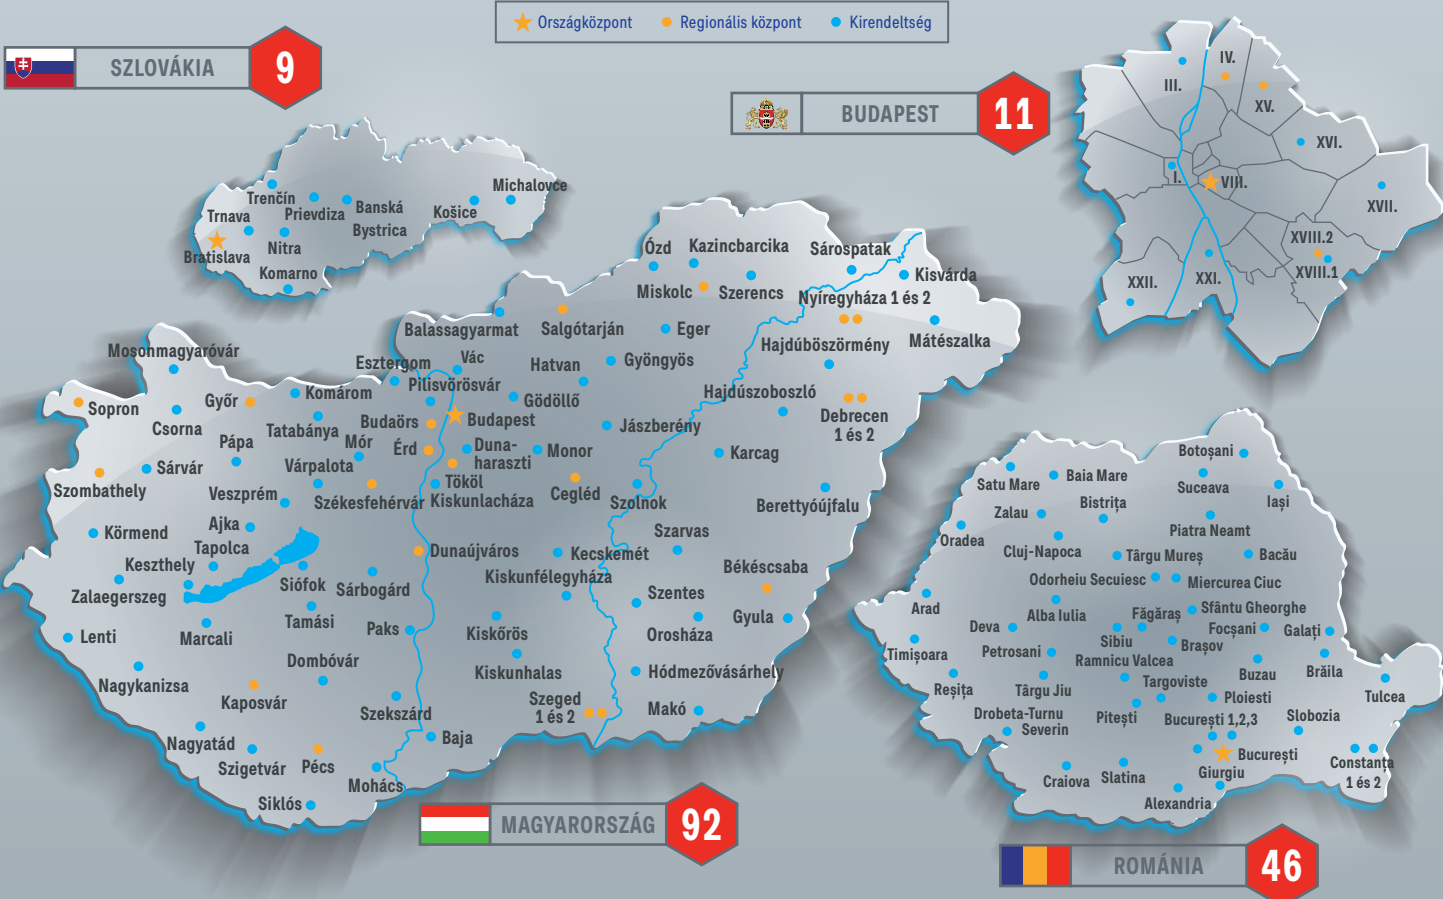 Országközpont
Regionális központ
Kirendeltség
SZLOVÁKIA
9
BUDAPEST
11
III.
IV.
XV.
XVI.
I.
VIII.
XVII.
XVIII.2
XVIII.1
XXII.
XXI.
Michalovce
Trenčín
Prievdiza
Banská
Bystrica
Košice
Trnava
Nitra
Bratislava
Komarno
Ózd
Kazincbarcika
Sárospatak
Kisvárda
Miskolc
Szerencs
Nyíregyháza 1 és 2
Balassagyarmat
Salgótarján
Eger
Mátészalka
Hajdúböszörmény
Mosonmagyaróvár
Esztergom
Vác
Hatvan
Gyöngyös
Pilisvörösvár
Hajdúszoboszló
Sopron
Győr
Komárom
Gödöllő
Csorna
Tatabánya
Budaörs
Budapest
Jászberény
Debrecen
1 és 2
Pápa
Mór
Érd
Duna-
haraszti
Monor
Karcag
Sárvár
Várpalota
Szombathely
Veszprém
Székesfehérvár
Tököl
Kiskunlacháza
Cegléd
Szolnok
Berettyóújfalu
Körmend
Ajka
Tapolca
Szarvas
Keszthely
Dunaújváros
Kecskemét
Kiskunfélegyháza
Békéscsaba
Zalaegerszeg
Siófok
Sárbogárd
Szentes
Tamási
Gyula
Lenti
Marcali
Paks
Kiskőrös
Orosháza
Dombóvár
Nagykanizsa
Kiskunhalas
Hódmezővásárhely
Kaposvár
Szekszárd
Szeged
1 és 2
Makó
Nagyatád
Baja
Szigetvár
Pécs
Mohács
Siklós
MAGYARORSZÁG
92
Botoșani
Satu Mare
Baia Mare
Suceava
Iași
Zalau
Bistrița
Oradea
Piatra Neamt
Cluj-Napoca
Târgu Mureș
Bacău
Odorheiu Secuiesc
Miercurea Ciuc
Arad
Alba Iulia
Făgăraș
Sfântu Gheorghe
Deva
Focșani
Galați
Sibiu
Brașov
Timișoara
Petrosani
Ramnicu Valcea
Buzau
Brăila
Reșița
Târgu Jiu
Targoviste
Ploiesti
Tulcea
Drobeta-Turnu
Severin
Pitești
București 1,2,3
Slobozia
București
Constanța
1 és 2
Craiova
Slatina
Giurgiu
Alexandria
ROMÁNIA
46